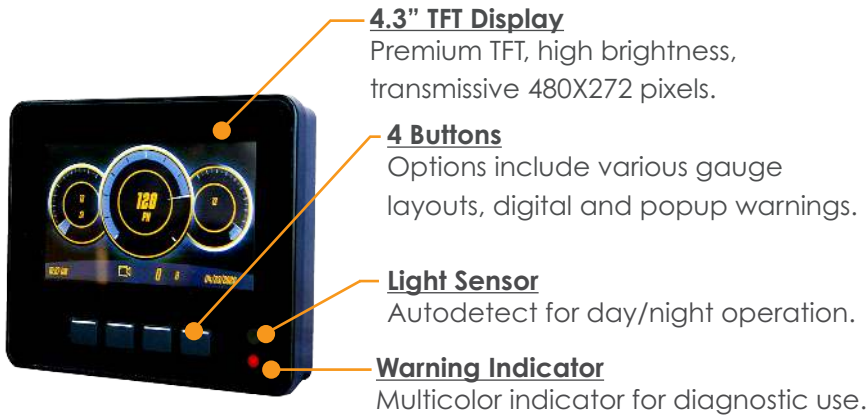 4.3” TFT Display
Premium TFT, high brightness,
transmissive 480X272 pixels.
4 Buttons
Options include various gauge
layouts, digital and popup warnings.
Light Sensor
Autodetect for day/night operation.
Warning Indicator
Multicolor indicator for diagnostic use.
120